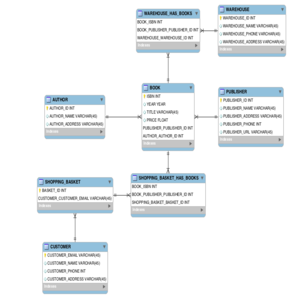 WAREHOUSE_HAS_BOOKS
BOOK_ISBN INT
BOOK_PUBLISHER_PUBLISHER_ID INT
WAREHOUSE_WAREHOUSE_ID INT
Indexes
WAREHOUSE
WAREHOUSE_ID INT
WAREHOUSE_NAME VARCHAR(45)
WAREHOUSE_PHONE VARCHAR(45)
WAREHOUSE_ADDRESS VARCHAR(45)
Indexes
AUTHOR
AUTHOR_ID INT
AUTHOR_NAME VARCHAR(45)
AUTHOR_ADDRESS VARCHAR(45)
Indexes
BOOK
ISBN INT
YEAR YEAR
TITLE VARCHAR(45)
PRICE FLOAT
PUBLISHER_PUBLISHER_ID INT
AUTHOR_AUTHOR_ID INT
Indexes
PUBLISHER
PUBLISHER_ID INT
PUBLISHER_NAME VARCHAR(45)
PUBLISHER_ADDRESS VARCHAR(45)
PUBLISHER_PHONE INT
PUBLISHER_URL VARCHAR(45)
Indexes
SHOPPING_BASKET
BASKET_ID INT
CUSTOMER_CUSTOMER_EMAIL VARCHAR(45)
Indexes
SHOPPING_BASKET_HAS_BOOKS
BOOK_ISBN INT
BOOK_PUBLISHER_PUBLISHER_ID INT
SHOPPING_BASKET_BASKET_ID INT
Indexes
CUSTOMER
CUSTOMER_EMAIL VARCHAR(45)
CUSTOMER_NAME VARCHAR(45)
CUSTOMER_PHONE INT
CUSTOMER_ADDRESS VARCHAR(45)
Indexes